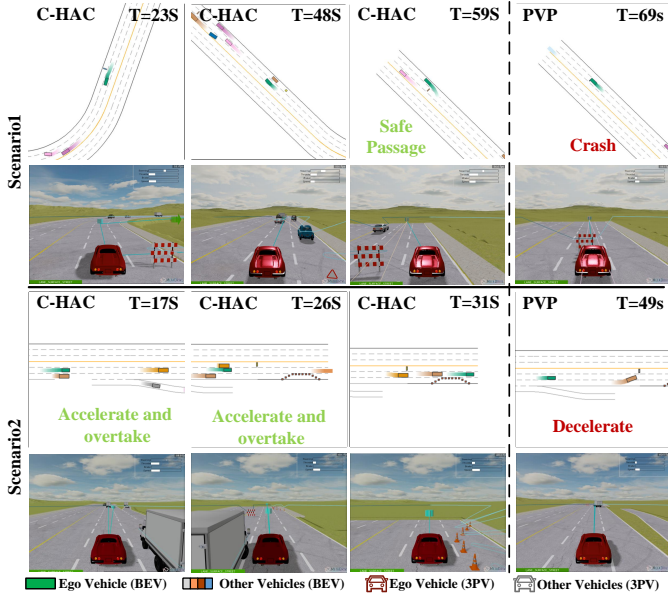 C-HAC T=23S C-HAC T=48S C-HAC T=59S PVP T=69s
Scenario1
Safe
Passage
Crash
C-HAC T=17S C-HAC T=26S C-HAC T=31S PVP T=49s
Scenario2
Accelerate and
overtake
Accelerate and
overtake
Decelerate
Ego Vehicle (BEV) Other Vehicles (BEV) Ego Vehicle (3PV) Other Vehicles (3PV)